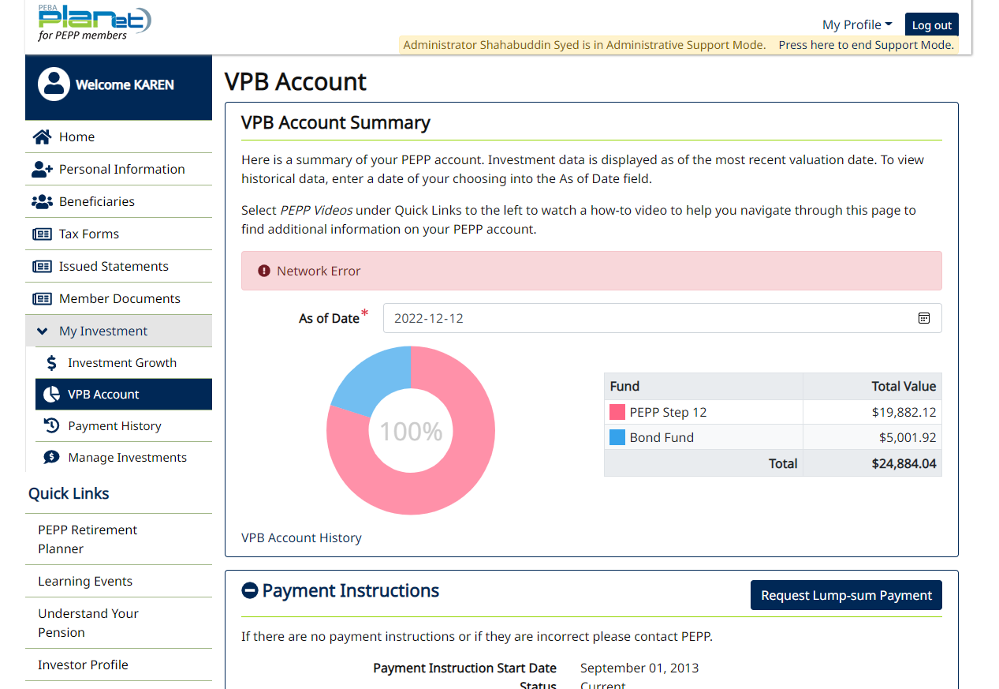 PEBA
Planet
for PEPP members
My Profile
Log out
Administrator Shahabuddin Syed is in Administrative Support Mode. Press here to end Support Mode.
Welcome KAREN
Home
Personal Information
Beneficiaries
Tax Forms
Issued Statements
Member Documents
My Investment
Investment Growth
VPB Account
Payment History
Manage Investments
Quick Links
PEPP Retirement
Planner
Learning Events
Understand Your
Pension
Investor Profile
VPB Account
VPB Account Summary
Here is a summary of your PEPP account. Investment data is displayed as of the most recent valuation date. To view
historical data, enter a date of your choosing into the As of Date field.
Select PEPP Videos under Quick Links to the left to watch a how-to video to help you navigate through this page to
find additional information on your PEPP account.
Network Error
As of Date* 2022-12-12
100%
Fund Total Value
PEPP Step 12 $19,882.12
Bond Fund $5,001.92
Total $24,884.04
VPB Account History
Payment Instructions
Request Lump-sum Payment
If there are no payment instructions or if they are incorrect please contact PEPP.
Payment Instruction Start Date September 01, 2013
Status Current